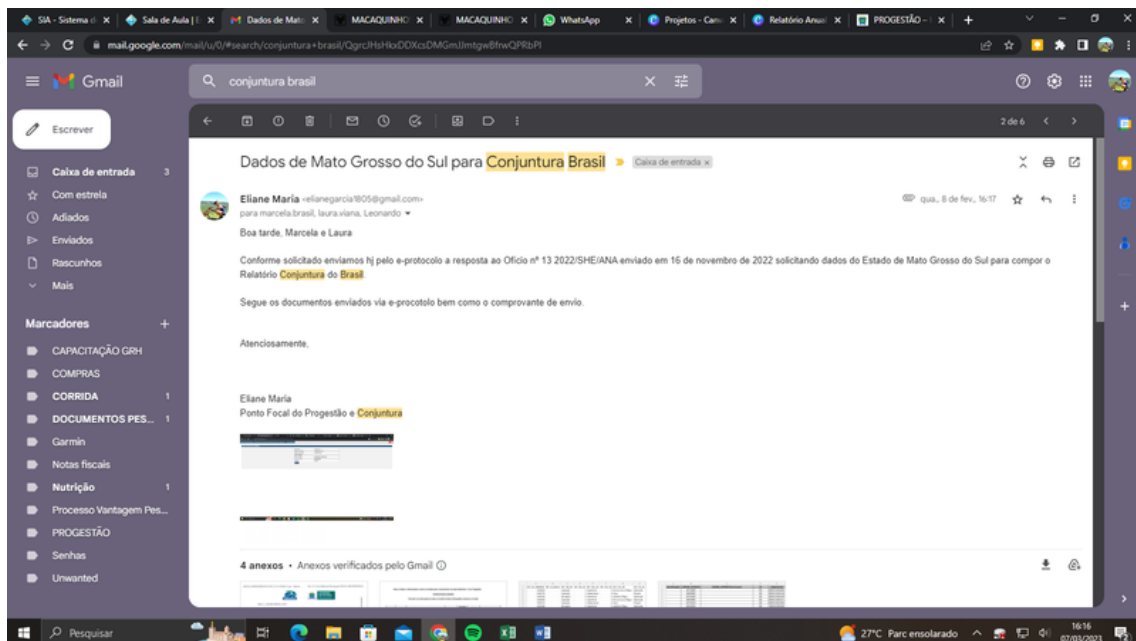 SIA - Sistema d
Sala de Aula | E
Dados de Mato
MACAQUINHO
MACAQUINHO
WhatsApp
Projetos - Cam
Relatório Anual
PROGESTÃO - 
mail.google.com/mail/u/0/#search/conjuntura+brasil/
Gmail
conjuntura brasil
Escrever
2 de 6
Caixa de entrada 3
Com estrela
Adiados
Enviados
Rascunhos
Mais
Marcadores
CAPACITAÇÃO GRH
COMPRAS
CORRIDA 1
DOCUMENTOS PES... 1
Garmin
Notas fiscais
Nutrição 1
Processo Vantagem Pes...
PROGESTÃO
Senhas
Unwanted
Dados de Mato Grosso do Sul para Conjuntura Brasil Caixa de entrada x
Eliane Maria <elianegarcia1805@gmail.com> qua., 8 de fev., 16:17
para marcela.brasil, laura.viana, Leonardo
Boa tarde, Marcela e Laura
Conforme solicitado enviamos hj pelo e-protocolo a resposta ao Oficio nº 13 2022/SHE/ANA enviado em 16 de novembro de 2022 solicitando dados do Estado de Mato Grosso do Sul para compor o
Relatório Conjuntura do Brasil.
Segue os documentos enviados via e-procotolo bem como o comprovante de envio.
Atenciosamente,
Eliane Maria
Ponto Focal do Progestão e Conjuntura
4 anexos • Anexos verificados pelo Gmail
Pesquisar
27°C Parc ensolarado
16:16
07/03/2023